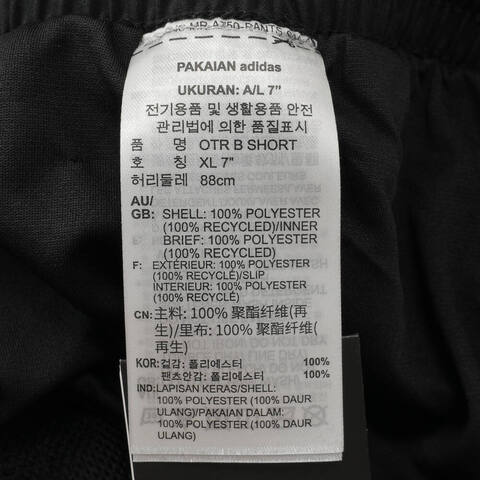 PAKAIAN adidas
UKURAN: A/L 7"
전기용품 및 생활용품 안전
관리법에 의한 품질표시
품 명 OTR B SHORT
호 칭 XL 7"
허리둘레 88cm
AU/
GB: SHELL: 100% POLYESTER
(100% RECYCLED)/INNER
BRIEF: 100% POLYESTER
(100% RECYCLED)
F: EXTÉRIEUR: 100% POLYESTER
(100% RECYCLÉ)/SLIP
INTERIEUR: 100% POLYESTER
(100% RECYCLÉ)
CN: 主料: 100% 聚酯纤维(再
生)/里布: 100% 聚酯纤维(
再生)
KOR: 겉감: 폴리에스터 100%
팬츠안감: 폴리에스터 100%
IND: LAPISAN KERAS/SHELL:
100% POLYESTER (100% DAUR
ULANG)/PAKAIAN DALAM:
100% POLYESTER (100% DAUR
ULANG)